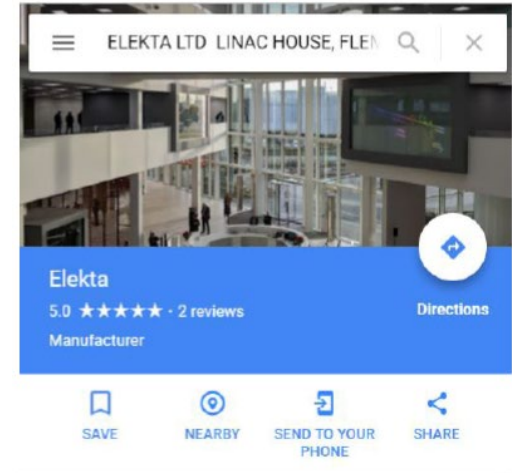 ELEKTA LTD LINAC HOUSE, FLEN
Elekta
5.0 ★★★★★ · 2 reviews
Manufacturer
Directions
SAVE
NEARBY
SEND TO YOUR
PHONE
SHARE